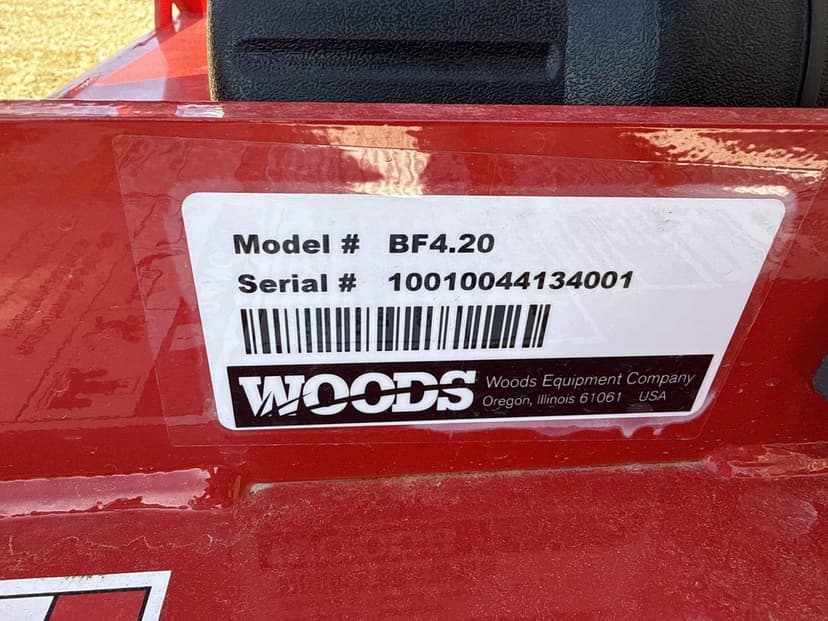 Model # BF4.20
Serial # 10010044134001
WOODS Woods Equipment Company
Oregon, Illinois 61061 USA